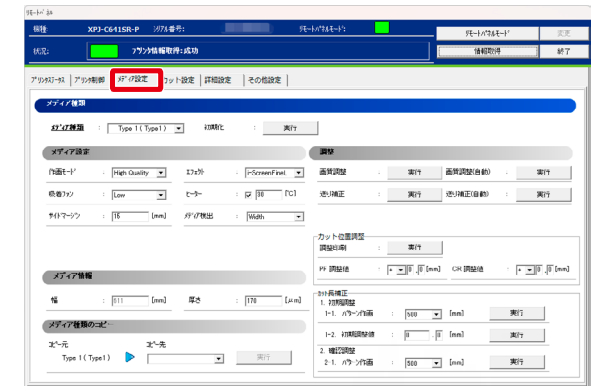 リモートパネル
機種: XPJ-C641SR-P シリアル番号: リモートパネルモード: リモートパネルモード 変更
状況: プリンタ情報取得:成功 情報取得 終了
プリンタステータス プリンタ制御 メディア設定 カット設定 詳細設定 その他設定
メディア種類
メディア種類 : Type 1 ( Type1 ) 初期化 : 実行
メディア設定 調整
作画モード : High Quality エフェクト : i-ScreenFineL 画質調整 : 実行 画質調整(自動) : 実行
吸着ファン : Low ヒーター : 38 [℃] 送り補正 : 実行 送り補正(自動) : 実行
サイドマージン : 15 [mm] メディア検出 : Width
カット位置調整
調整印刷 : 実行
PF 調整値 : + 0 . 0 [mm] CR 調整値 : + 0 . 0 [mm]
メディア情報
幅 : 811 [mm] 厚さ : 170 [μm]
カット長補正
1. 初期調整
1-1. パターン作画 : 500 [mm] 実行
1-2. 初期調整値 : 0 . 0 [mm] 実行
2. 確認調整
2-1. パターン作画 : 500 [mm] 実行
メディア種類のコピー
コピー元 コピー先
Type 1 ( Type1 ) 実行